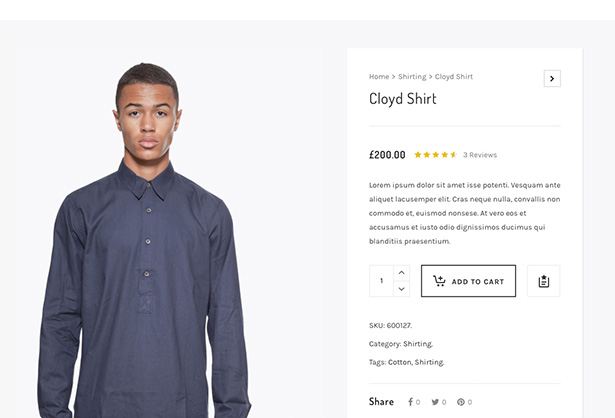 Home > Shirting > Cloyd Shirt
Cloyd Shirt
£200.00 3 Reviews
Lorem ipsum dolor sit amet isse potenti. Vesquam ante
aliquet lacusemper elit. Cras neque nulla, convallis non
commodo et, euismod nonsese. At vero eos et
accusamus et iusto odio dignissimos ducimus qui
blanditiis praesentium.
1 ADD TO CART
SKU: 600127.
Category: Shirting.
Tags: Cotton, Shirting.
Share 0 0 0